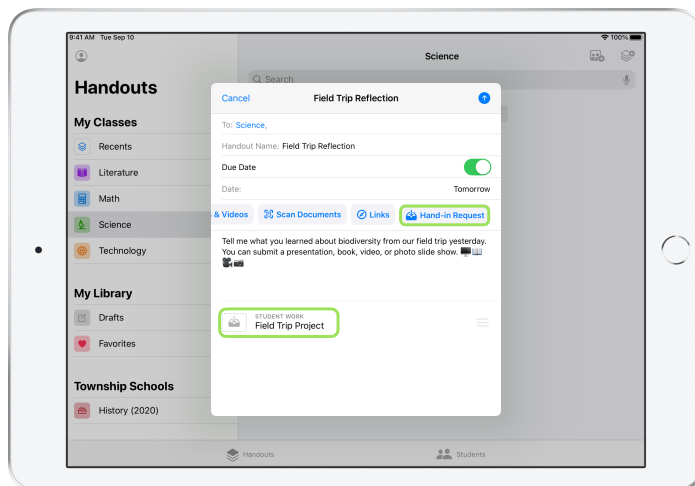 9:41 AM Tue Sep 10
100%
Science
Handouts
Search
My Classes
Recents
Literature
Math
Science
Technology
My Library
Drafts
Favorites
Township Schools
History (2020)
Cancel
Field Trip Reflection
To: Science,
Handout Name: Field Trip Reflection
Due Date
Date:
Tomorrow
& Videos
Scan Documents
Links
Hand-in Request
Tell me what you learned about biodiversity from our field trip yesterday.
You can submit a presentation, book, video, or photo slide show. 🖥️📖
🎥📷
STUDENT WORK
Field Trip Project
Handouts
Students